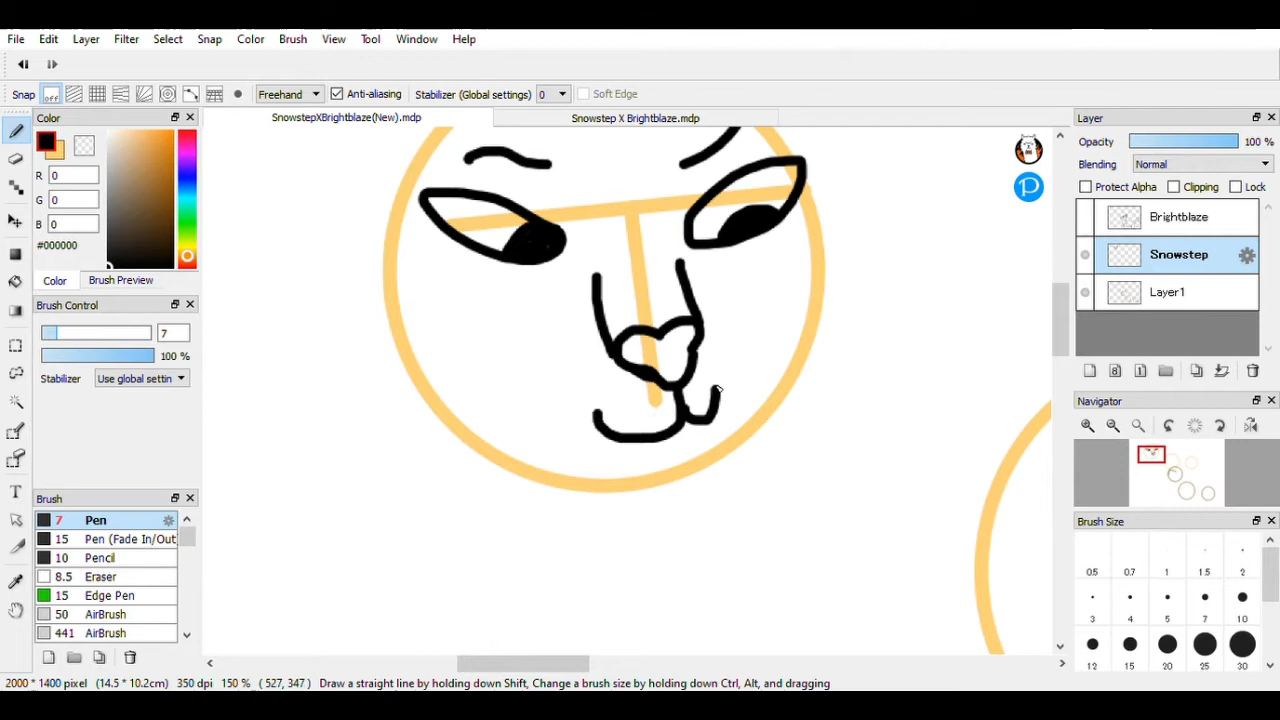 File Edit Layer Filter Select Snap Color Brush View Tool Window Help
Snap off Freehand Anti-aliasing Stabilizer (Global settings) 0 Soft Edge
Color
SnowstepXBrightblaze(New).mdp
Snowstep X Brightblaze.mdp
R 0
G 0
B 0
#000000
Color Brush Preview
Brush Control
7
100 %
Stabilizer Use global settin
Brush
7 Pen
15 Pen (Fade In/Out
10 Pencil
8.5 Eraser
15 Edge Pen
50 AirBrush
441 AirBrush
Layer
Opacity 100 %
Blending Normal
Protect Alpha Clipping Lock
Brightblaze
Snowstep
Layer1
8 1
Navigator
Brush Size
0.5 0.7 1 1.5 2
3 4 5 7 10
12 15 20 25 30
2000 * 1400 pixel (14.5 * 10.2cm) 350 dpi 150 % ( 527, 347 ) Draw a straight line by holding down Shift, Change a brush size by holding down Ctrl, Alt, and dragging